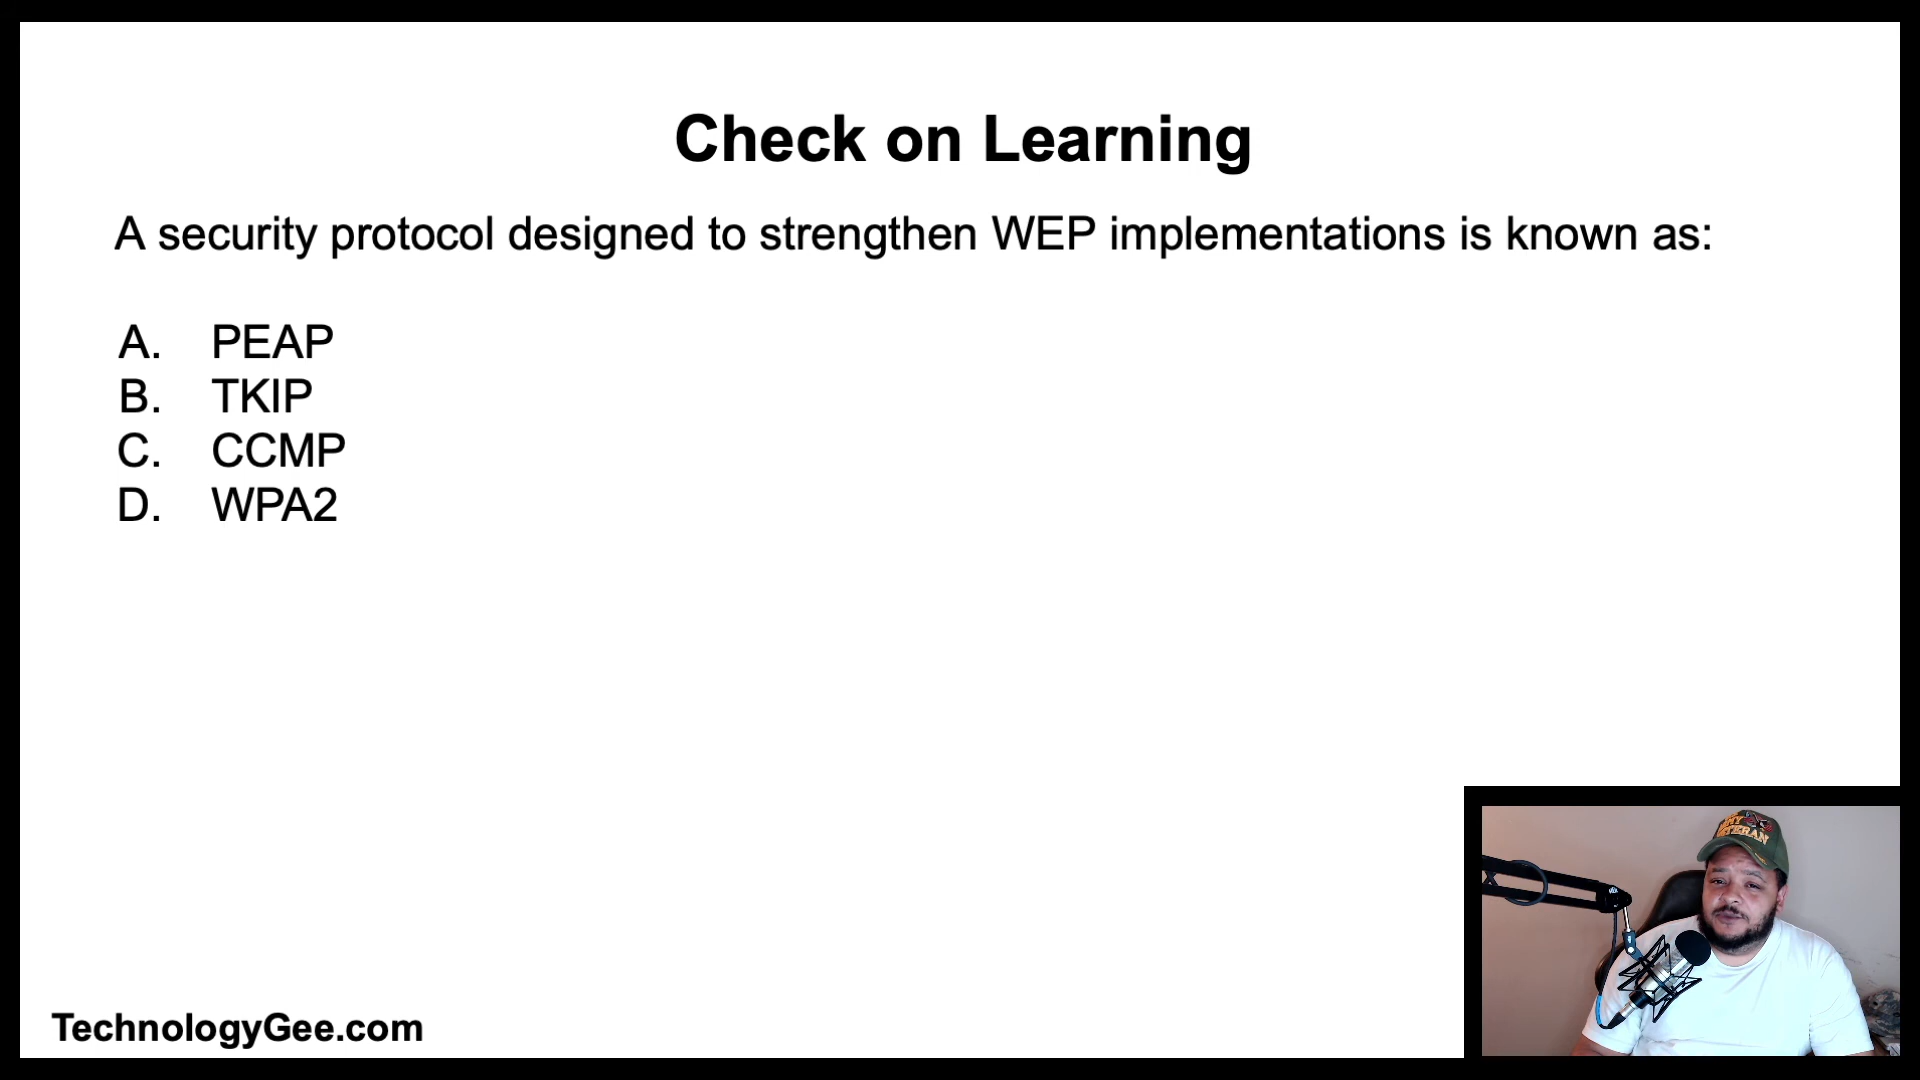 Check on Learning
A security protocol designed to strengthen WEP implementations is known as:
A. PEAP
B. TKIP
C. CCMP
D. WPA2
VETERAN
TechnologyGee.com